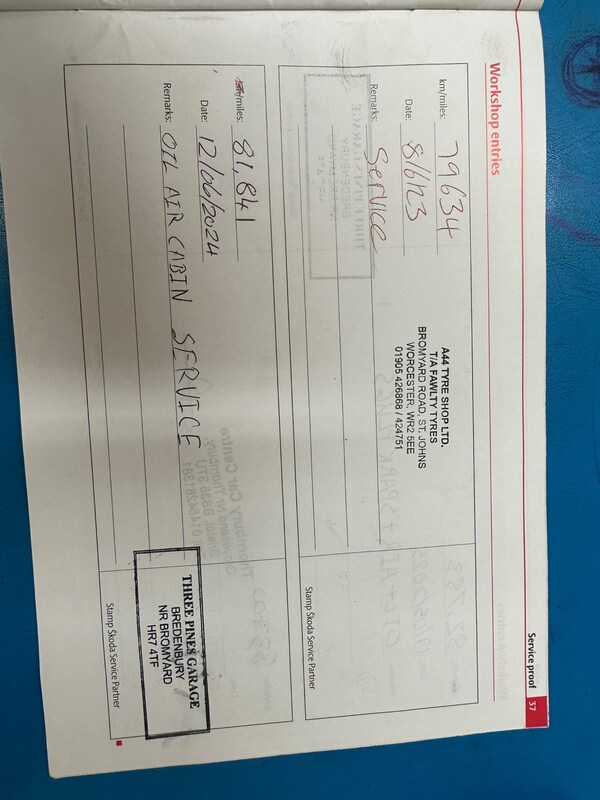 Service proof 37
Workshop entries
km/miles: 79634
Date: 8/6/23
Remarks: Service
A44 TYRE SHOP LTD.
T/A FAWLTY TYRES
BROMYARD ROAD, ST. JOHNS
WORCESTER. WR2 5EE
01905 426868 / 424751
Stamp Škoda Service Partner
km/miles: 81,841
Date: 12/06/2024
Remarks: OIL AIR CABIN SERVICE
THREE PINES GARAGE
BREDENBURY
NR BROMYARD
HR7 4TF
Stamp Škoda Service Partner